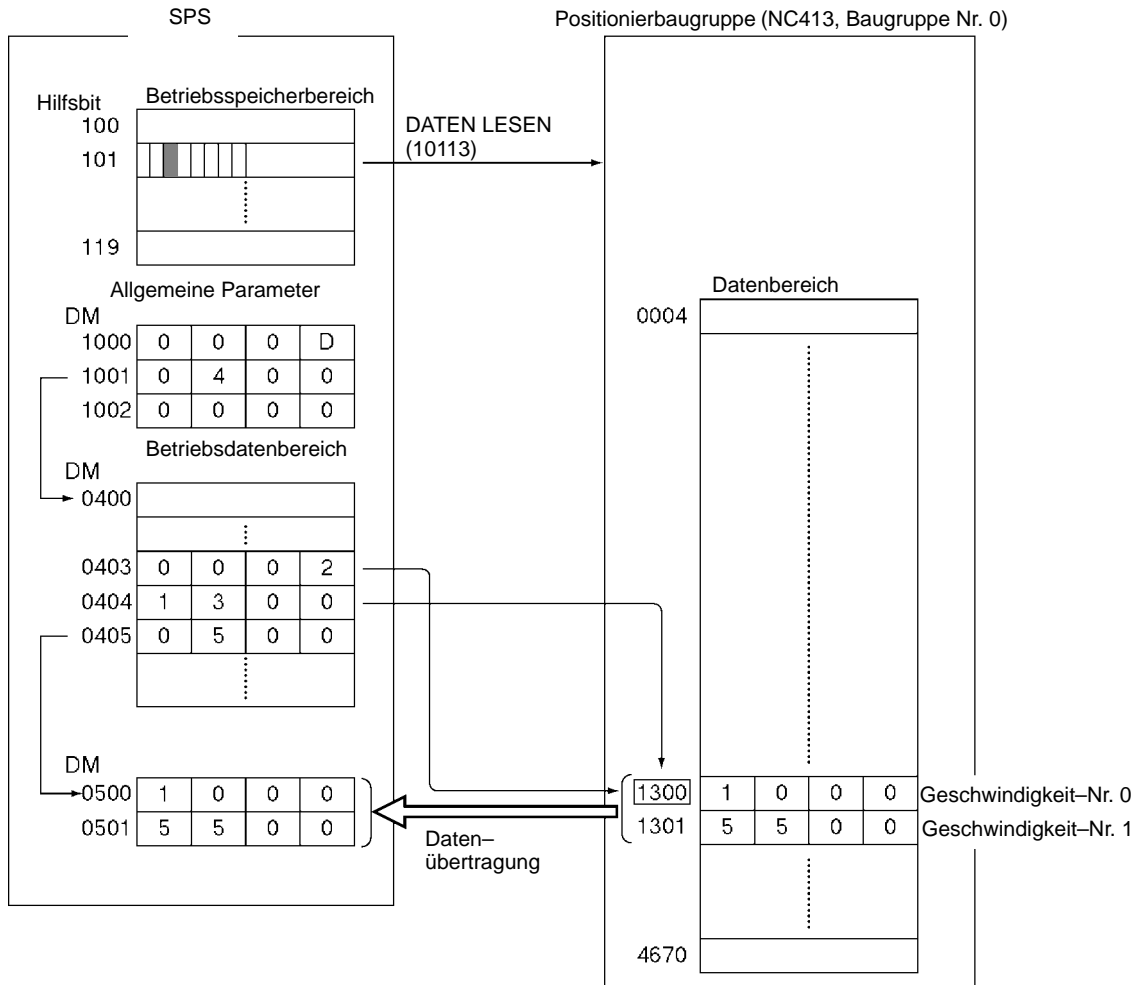 SPS
Positionierbaugruppe (NC413, Baugruppe Nr. 0)
Hilfsbit
Betriebsspeicherbereich
100
101
119
DATEN LESEN
(10113)
Allgemeine Parameter
DM
1000 0 0 0 D
1001 0 4 0 0
1002 0 0 0 0
Betriebsdatenbereich
DM
0400
0403 0 0 0 2
0404 1 3 0 0
0405 0 5 0 0
DM
0500 1 0 0 0
0501 5 5 0 0
Daten–
übertragung
Datenbereich
0004
1300 1 0 0 0 Geschwindigkeit–Nr. 0
1301 5 5 0 0 Geschwindigkeit–Nr. 1
4670